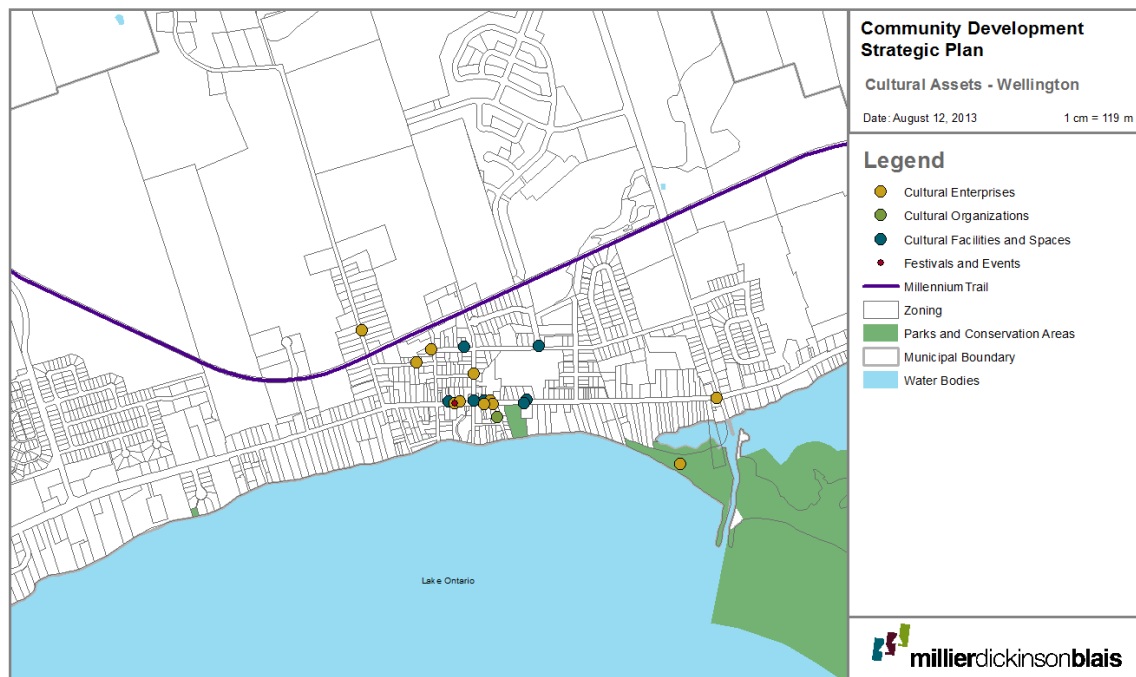 Community Development
Strategic Plan
Cultural Assets - Wellington
Date: August 12, 2013 1 cm = 119 m
Legend
Cultural Enterprises
Cultural Organizations
Cultural Facilities and Spaces
Festivals and Events
Millennium Trail
Zoning
Parks and Conservation Areas
Municipal Boundary
Water Bodies
Lake Ontario
millierdickinsonblais